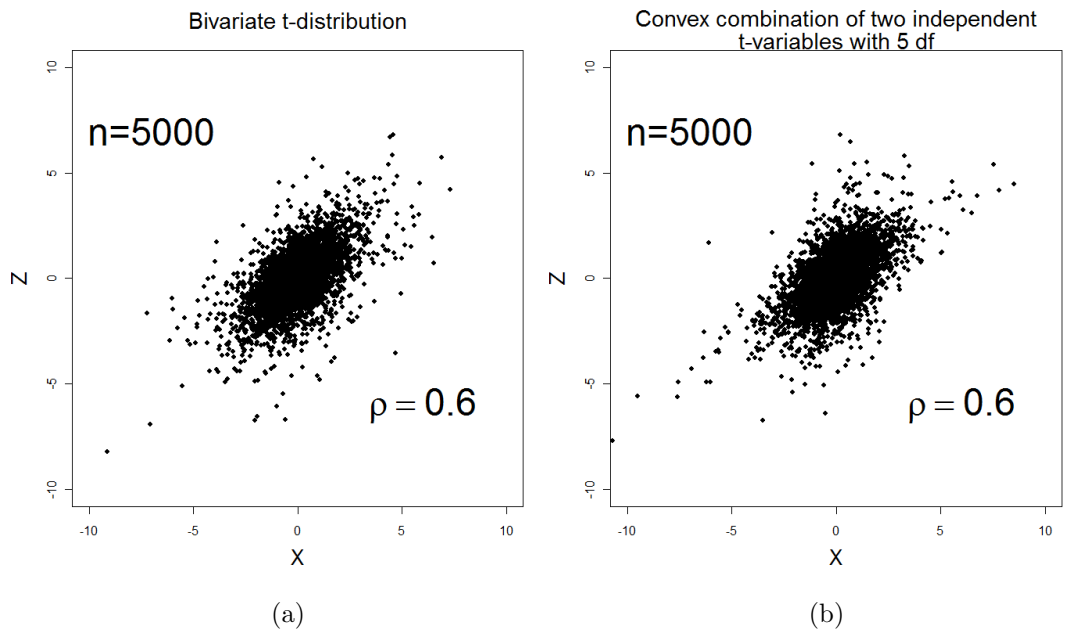 Bivariate t-distribution
n=5000
ρ = 0.6
10
5
0
-5
-10
Z
-10
-5
0
5
10
X
(a)
Convex combination of two independent
t-variables with 5 df
n=5000
ρ = 0.6
10
5
0
-5
-10
Z
-10
-5
0
5
10
X
(b)